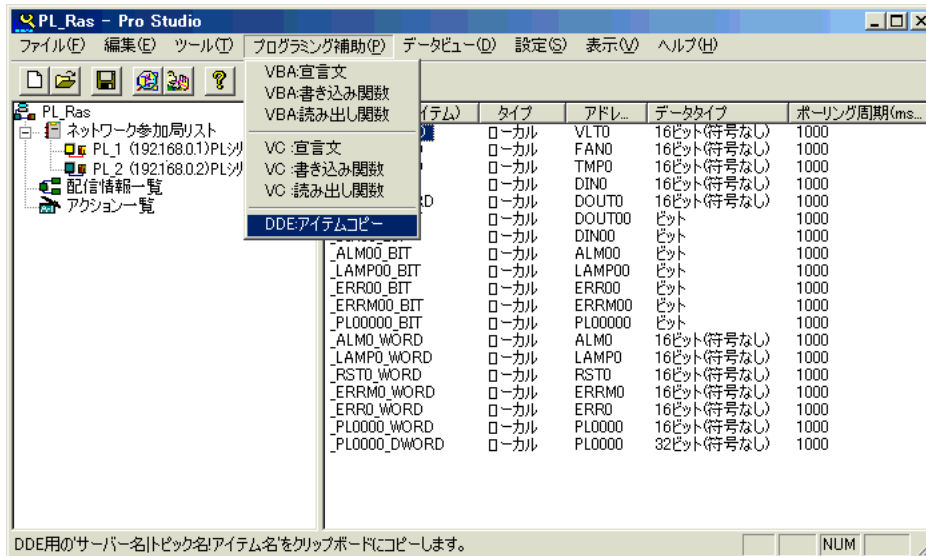 PL_Ras - Pro Studio
ファイル(F) 編集(E) ツール(T) プログラミング補助(P) データビュー(D) 設定(S) 表示(V) ヘルプ(H)
VBA:宣言文
VBA:書き込み関数
VBA:読み出し関数
VC :宣言文
VC :書き込み関数
VC :読み出し関数
DDE:アイテムコピー
PL_Ras
ネットワーク参加局リスト
PL_1 (192.168.0.1)PLシリ
PL_2 (192.168.0.2)PLシリ
配信情報一覧
アクション一覧
イテム) タイプ アドレ... データタイプ ポーリング周期(ms...
ローカル VLT0 16ビット(符号なし) 1000
ローカル FAN0 16ビット(符号なし) 1000
ローカル TMP0 16ビット(符号なし) 1000
ローカル DIN0 16ビット(符号なし) 1000
ローカル DOUT0 16ビット(符号なし) 1000
ローカル DOUT00 ビット 1000
ローカル DIN00 ビット 1000
_ALM00_BIT ローカル ALM00 ビット 1000
_LAMP00_BIT ローカル LAMP00 ビット 1000
_ERR00_BIT ローカル ERR00 ビット 1000
_ERRM00_BIT ローカル ERRM00 ビット 1000
_PL00000_BIT ローカル PL00000 ビット 1000
_ALM0_WORD ローカル ALM0 16ビット(符号なし) 1000
_LAMP0_WORD ローカル LAMP0 16ビット(符号なし) 1000
_RST0_WORD ローカル RST0 16ビット(符号なし) 1000
_ERRM0_WORD ローカル ERRM0 16ビット(符号なし) 1000
_ERR0_WORD ローカル ERR0 16ビット(符号なし) 1000
_PL0000_WORD ローカル PL0000 16ビット(符号なし) 1000
_PL0000_DWORD ローカル PL0000 32ビット(符号なし) 1000
DDE用の'サーバー名|トピック名!アイテム名'をクリップボードにコピーします。
NUM